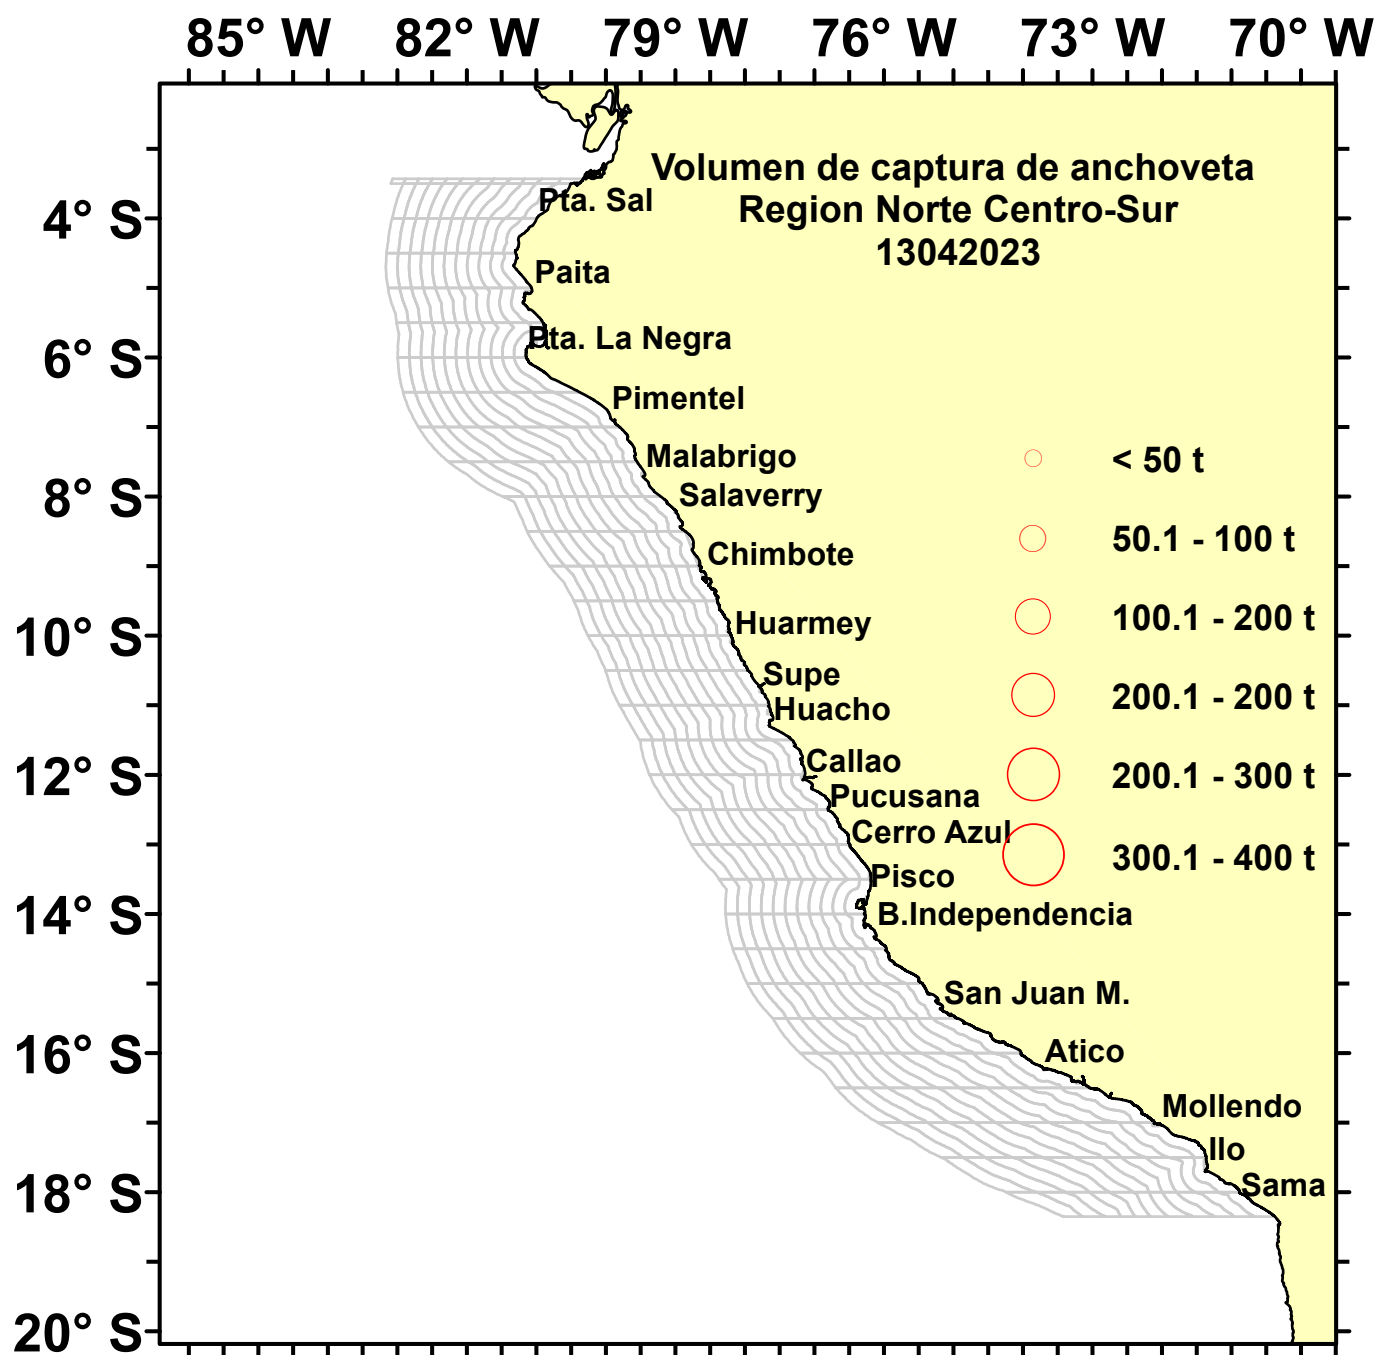 85° W 82° W 79° W 76° W 73° W 70° W
Volumen de captura de anchoveta
Region Norte Centro-Sur
13042023
4° S
6° S
8° S
10° S
12° S
14° S
16° S
18° S
20° S
Pta. Sal
Paita
Pta. La Negra
Pimentel
Malabrigo
Salaverry
Chimbote
Huarmey
Supe
Huacho
Callao
Pucusana
Cerro Azul
Pisco
B.Independencia
San Juan M.
Atico
Mollendo
Ilo
Sama
< 50 t
50.1 - 100 t
100.1 - 200 t
200.1 - 200 t
200.1 - 300 t
300.1 - 400 t